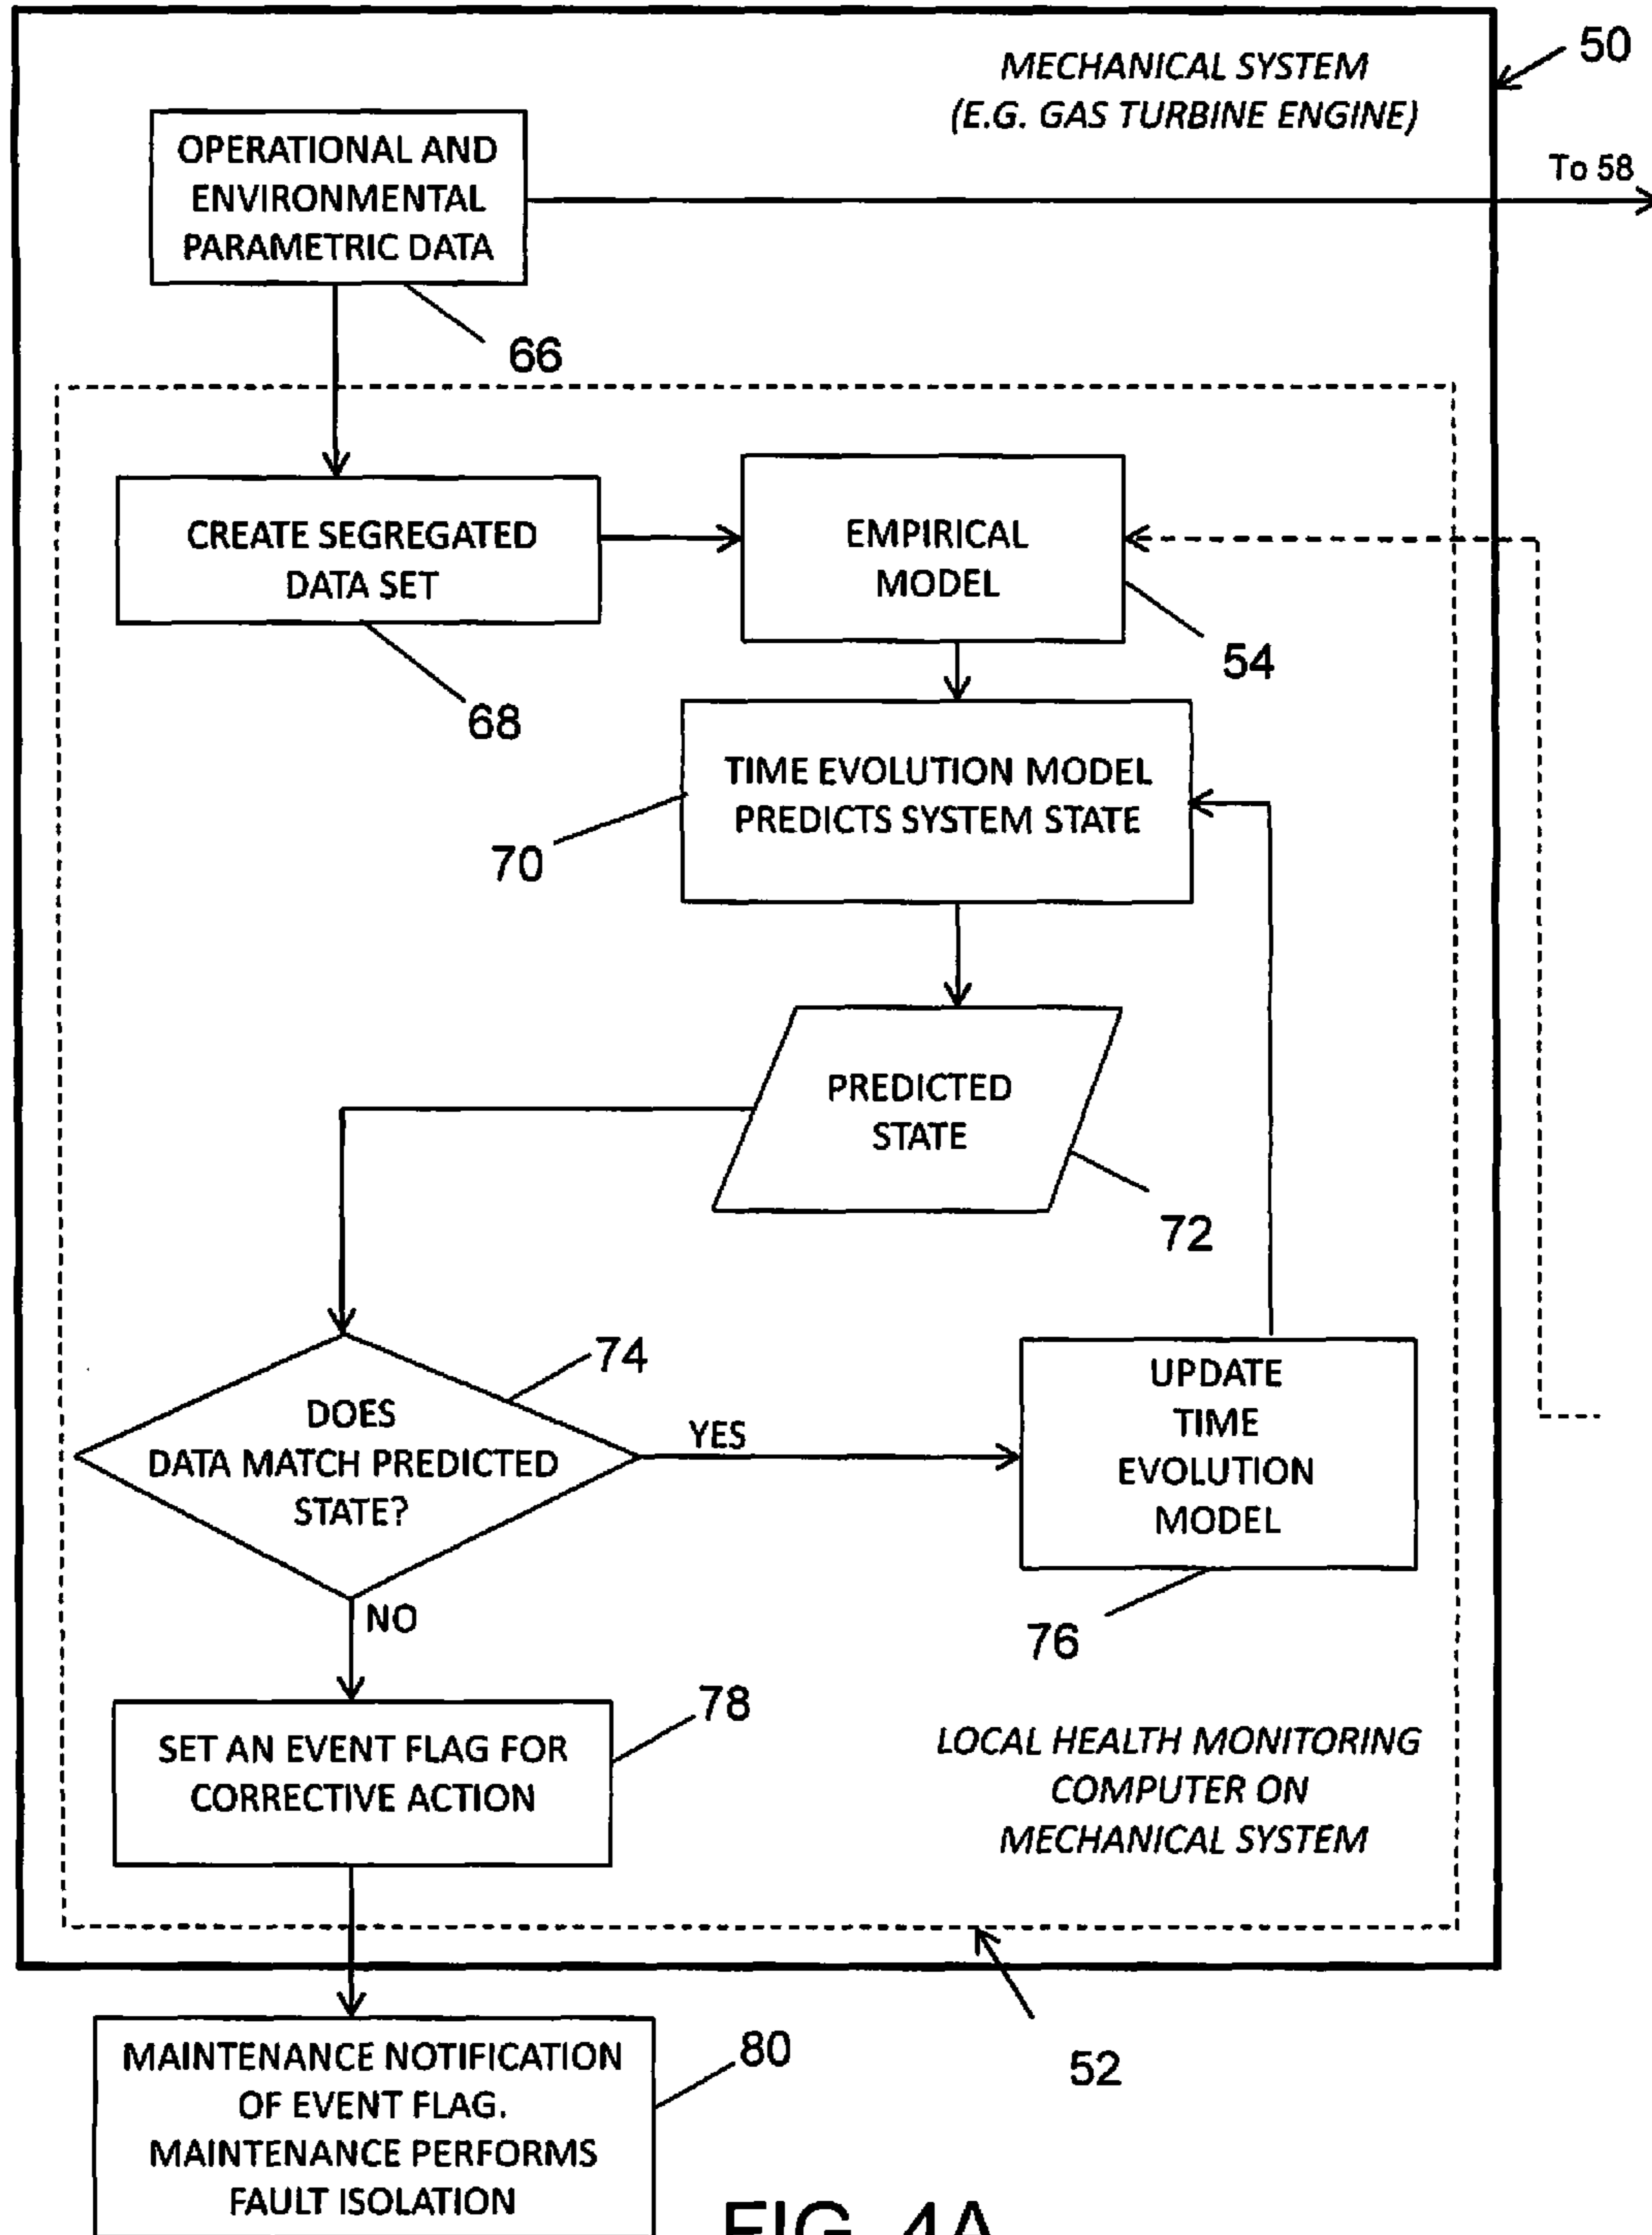 MECHANICAL SYSTEM
(E.G. GAS TURBINE ENGINE)
50
OPERATIONAL AND
ENVIRONMENTAL
PARAMETRIC DATA
To 58
66
CREATE SEGREGATED
DATA SET
68
EMPIRICAL
MODEL
54
TIME EVOLUTION MODEL
PREDICTS SYSTEM STATE
70
PREDICTED
STATE
72
DOES
DATA MATCH PREDICTED
STATE?
74
YES
UPDATE
TIME
EVOLUTION
MODEL
76
NO
SET AN EVENT FLAG FOR
CORRECTIVE ACTION
78
LOCAL HEALTH MONITORING
COMPUTER ON
MECHANICAL SYSTEM
52
MAINTENANCE NOTIFICATION
OF EVENT FLAG.
MAINTENANCE PERFORMS
FAULT ISOLATION
80
FIG. 4A